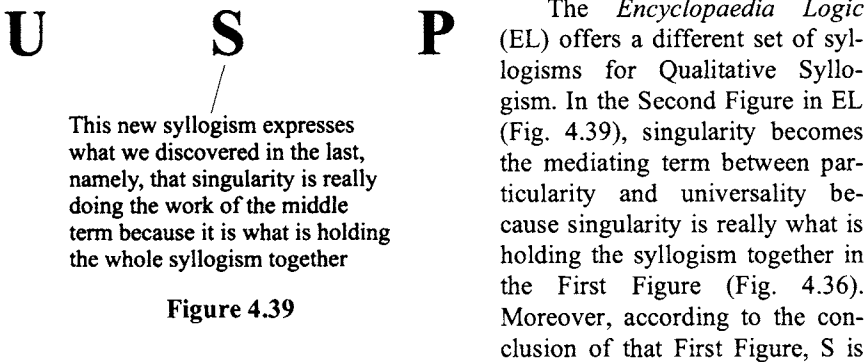 U S P
This new syllogism expresses
what we discovered in the last,
namely, that singularity is really
doing the work of the middle
term because it is what is holding
the whole syllogism together
Figure 4.39
The Encyclopaedia Logic
(EL) offers a different set of syl-
logisms for Qualitative Syllo-
gism. In the Second Figure in EL
(Fig. 4.39), singularity becomes
the mediating term between par-
ticularity and universality be-
cause singularity is really what is
holding the syllogism together in
the First Figure (Fig. 4.36).
Moreover, according to the con-
clusion of that First Figure, S is